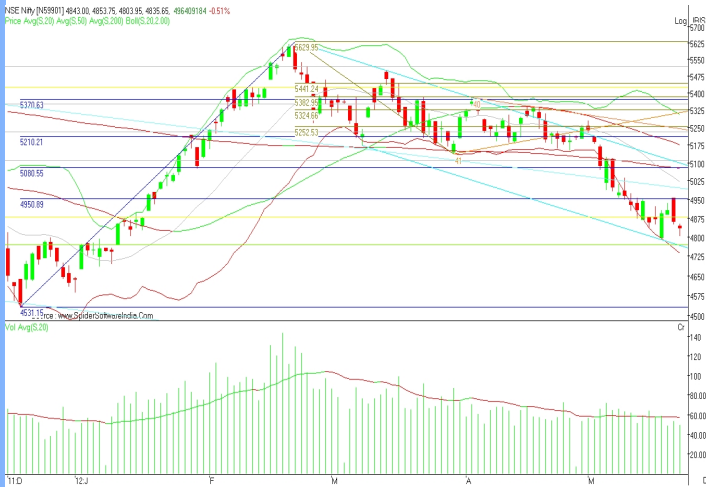 NSE Nifty [N59901] 4843.00, 4853.75, 4803.95, 4835.65, 496409184 -0.51%
Price Avg(S,20) Avg(S,50) Avg(S,200) Boll(S,20,2.00)
Log
5700
5625
5550
5475
5400
5325
5250
5175
5100
5025
4950
4875
4800
4725
4650
4575
4500
5629.95
5441.24
5382.95
5324.66
5252.53
5370.63
5210.21
5080.55
4950.89
4531.15
40
41
www.SpiderSoftwareIndia.Com
Vol Avg(S,20)
Cr
140.
120.
100.00
80.00
60.00
40.00
20.00
11:D
12:J
F
M
A
M
D